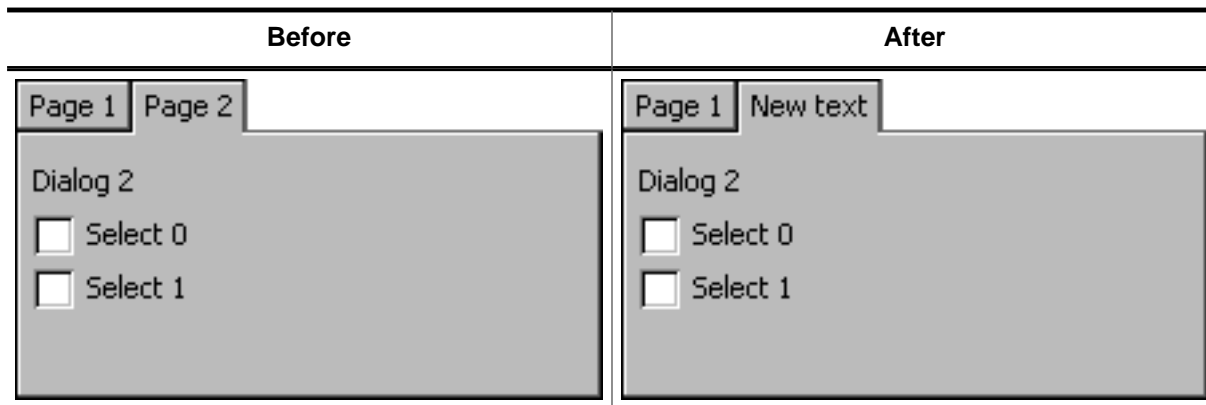 Before After
Page 1 Page 2 Page 1 New text
Dialog 2 Dialog 2
Select 0 Select 0
Select 1 Select 1